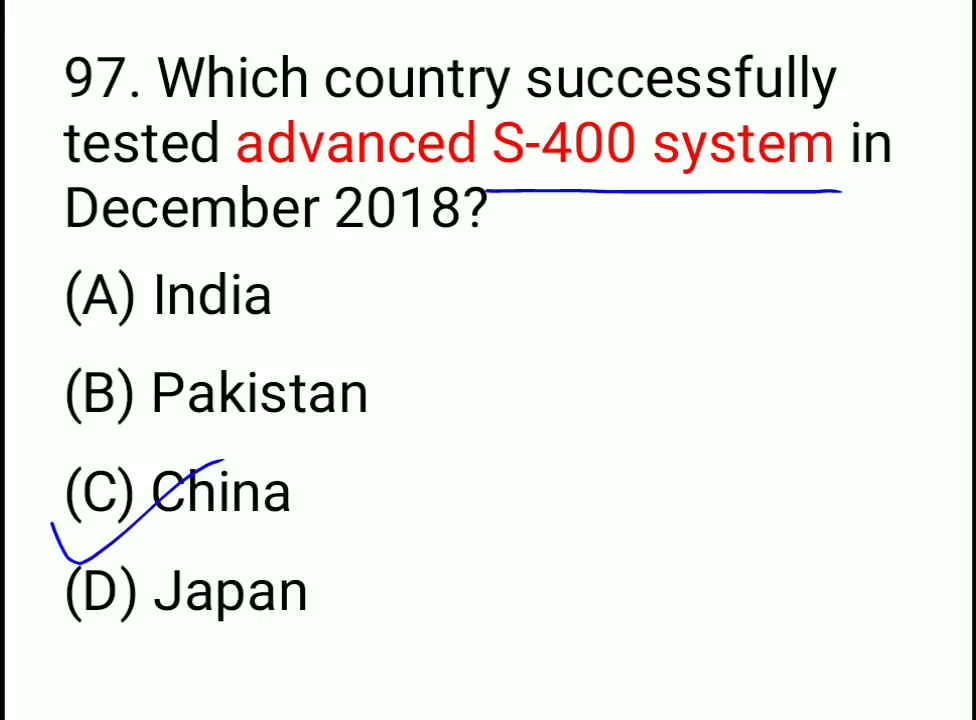 97. Which country successfully
tested advanced S-400 system in
December 2018?
(A) India
(B) Pakistan
(C) China
(D) Japan